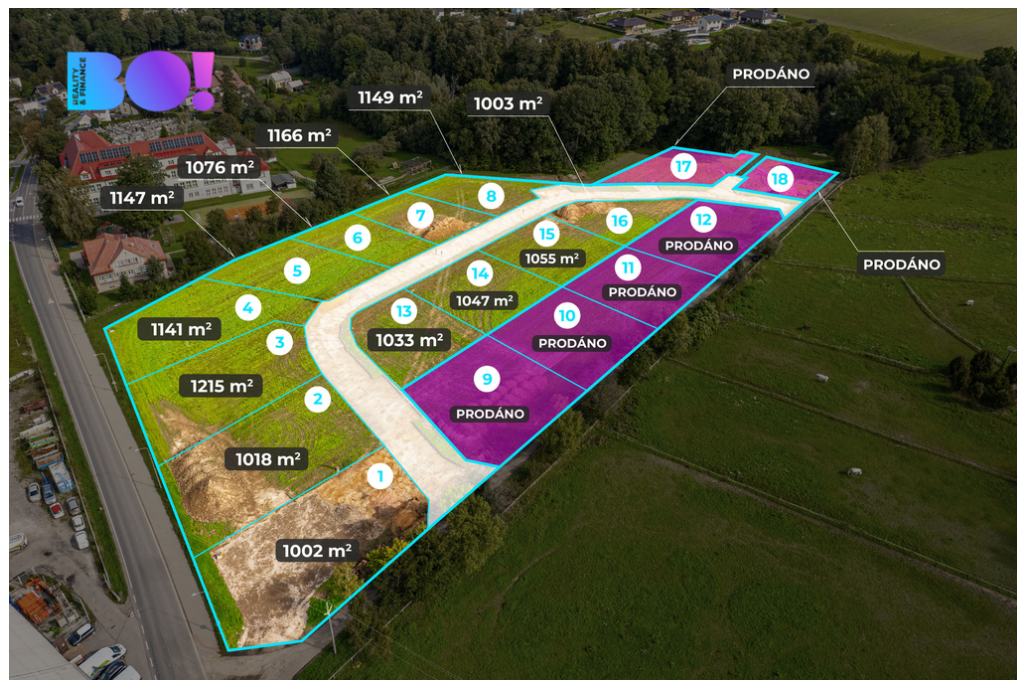 BO!
REALITY
& FINANCE
PRODÁNO
1149 m²
1003 m²
1166 m²
1076 m²
1147 m²
17
18
8
7
16
12
PRODÁNO
6
15
1055 m²
11
PRODÁNO
PRODÁNO
5
14
1047 m²
4
13
10
PRODÁNO
1141 m²
3
1033 m²
1215 m²
9
PRODÁNO
2
1018 m²
1
1002 m²